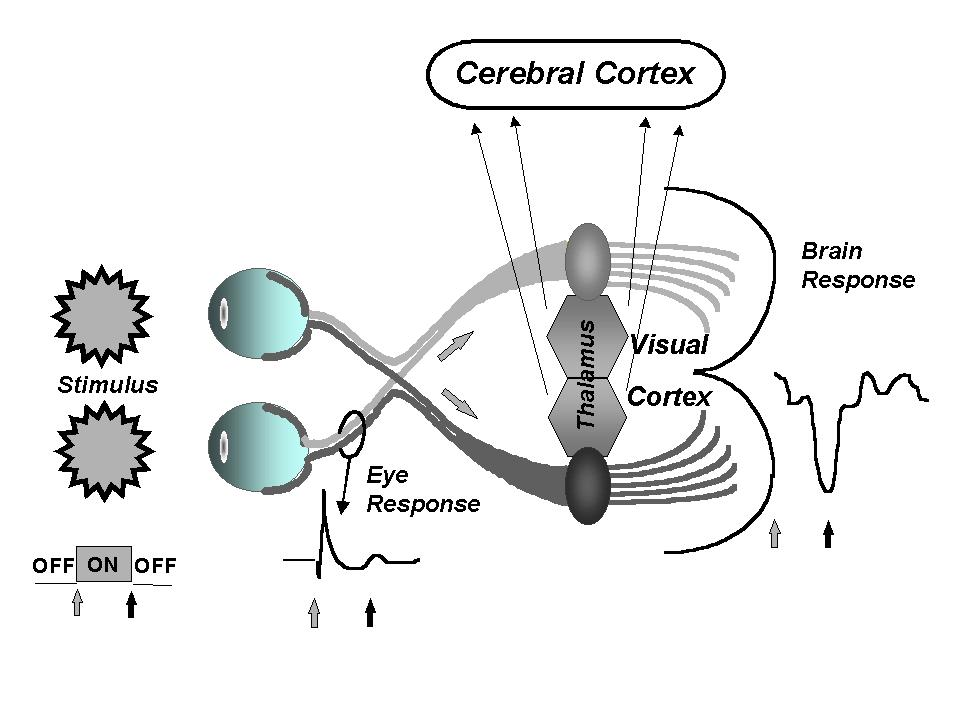 Cerebral Cortex
Brain
Response
Stimulus
Thalamus
Visual
Cortex
Eye
Response
OFF ON OFF